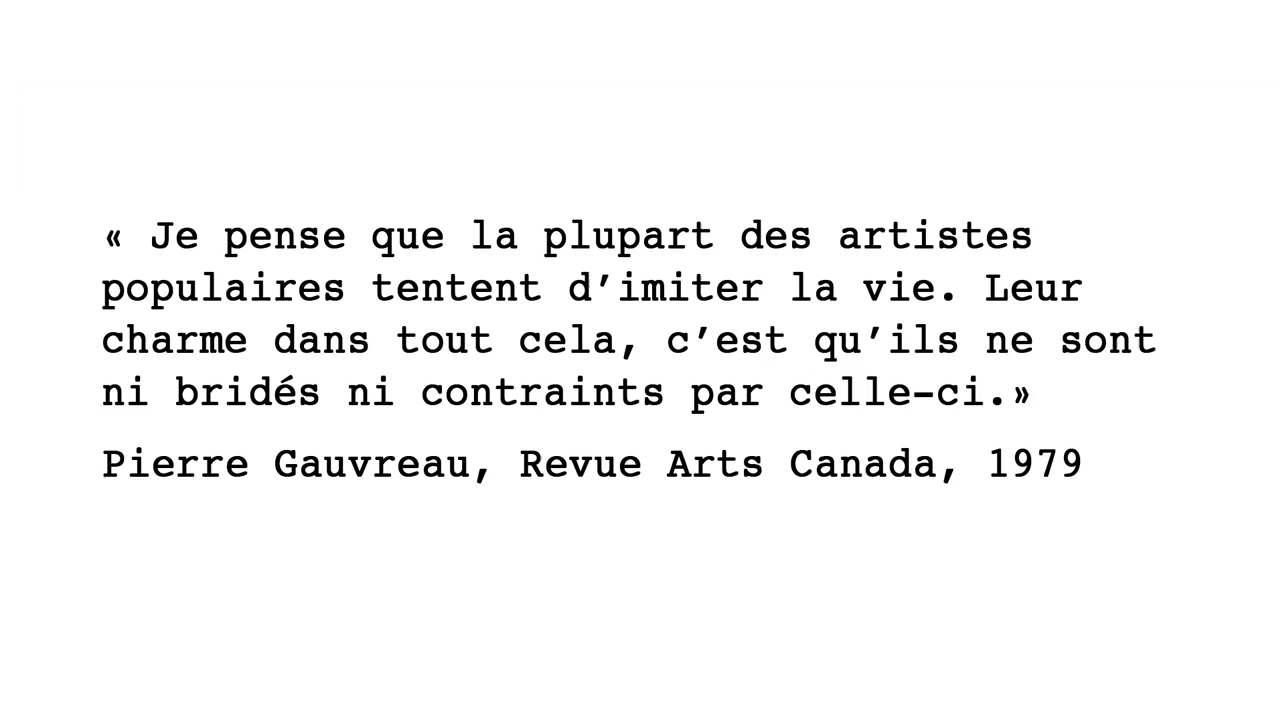 « Je pense que la plupart des artistes
populaires tentent d’imiter la vie. Leur
charme dans tout cela, c’est qu’ils ne sont
ni bridés ni contraints par celle-ci.»
Pierre Gauvreau, Revue Arts Canada, 1979